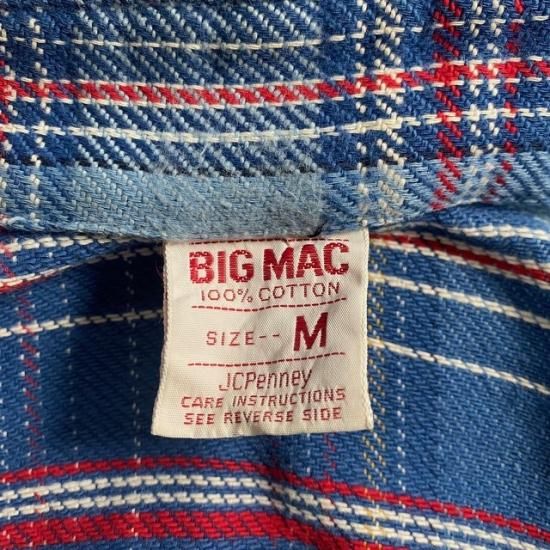 BIG MAC
100% COTTON
SIZE-- M
JCPenney
CARE INSTRUCTIONS
SEE REVERSE SIDE